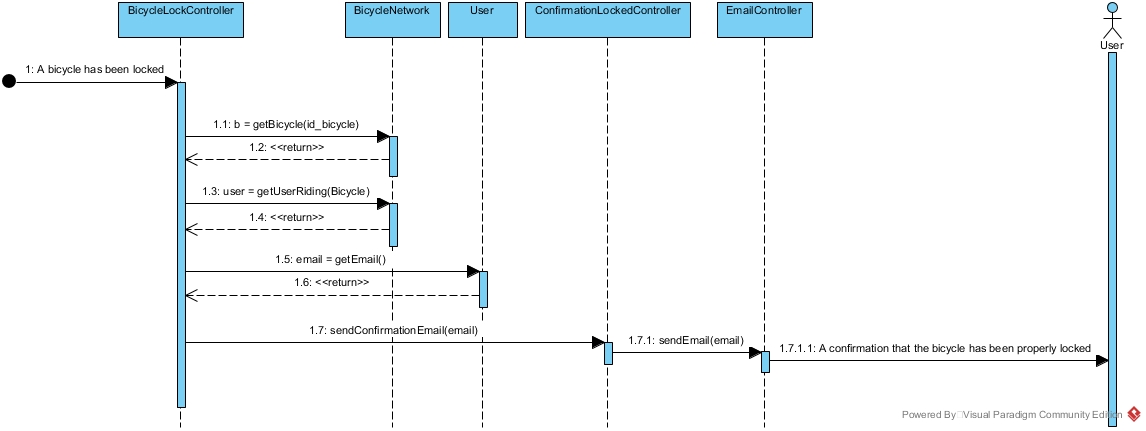 BicycleLockController
BicycleNetwork
User
ConfirmationLockedController
EmailController
User
1: A bicycle has been locked
1.1: b = getBicycle(id_bicycle)
1.2: <<return>>
1.3: user = getUserRiding(Bicycle)
1.4: <<return>>
1.5: email = getEmail()
1.6: <<return>>
1.7: sendConfirmationEmail(email)
1.7.1: sendEmail(email)
1.7.1.1: A confirmation that the bicycle has been properly locked
Powered By Visual Paradigm Community Edition